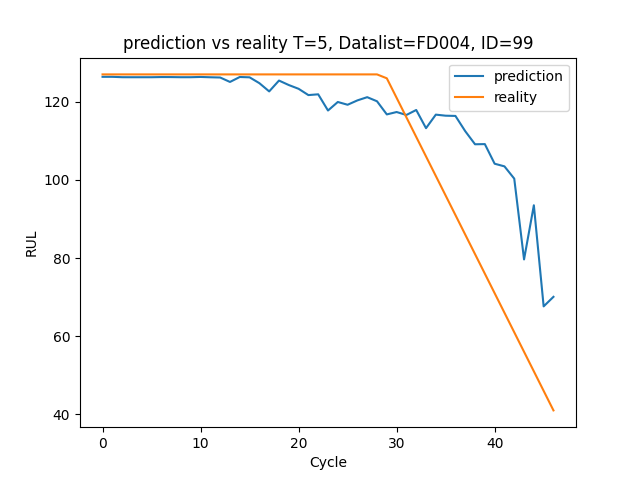 prediction vs reality T=5, Datalist=FD004, ID=99
prediction
reality
120
100
80
60
40
RUL
0 10 20 30 40
Cycle